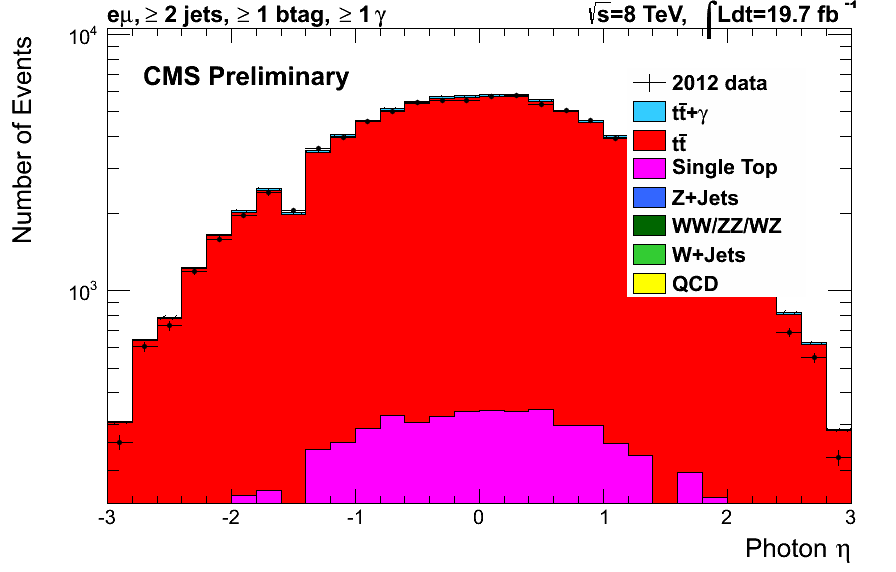 eμ, ≥ 2 jets, ≥ 1 btag, ≥ 1 γ
√s=8 TeV, ∫Ldt=19.7 fb⁻¹
10⁴
CMS Preliminary
2012 data
tt̄+γ
tt̄
Single Top
Z+Jets
WW/ZZ/WZ
W+Jets
QCD
Number of Events
10³
-3 -2 -1 0 1 2 3
Photon η